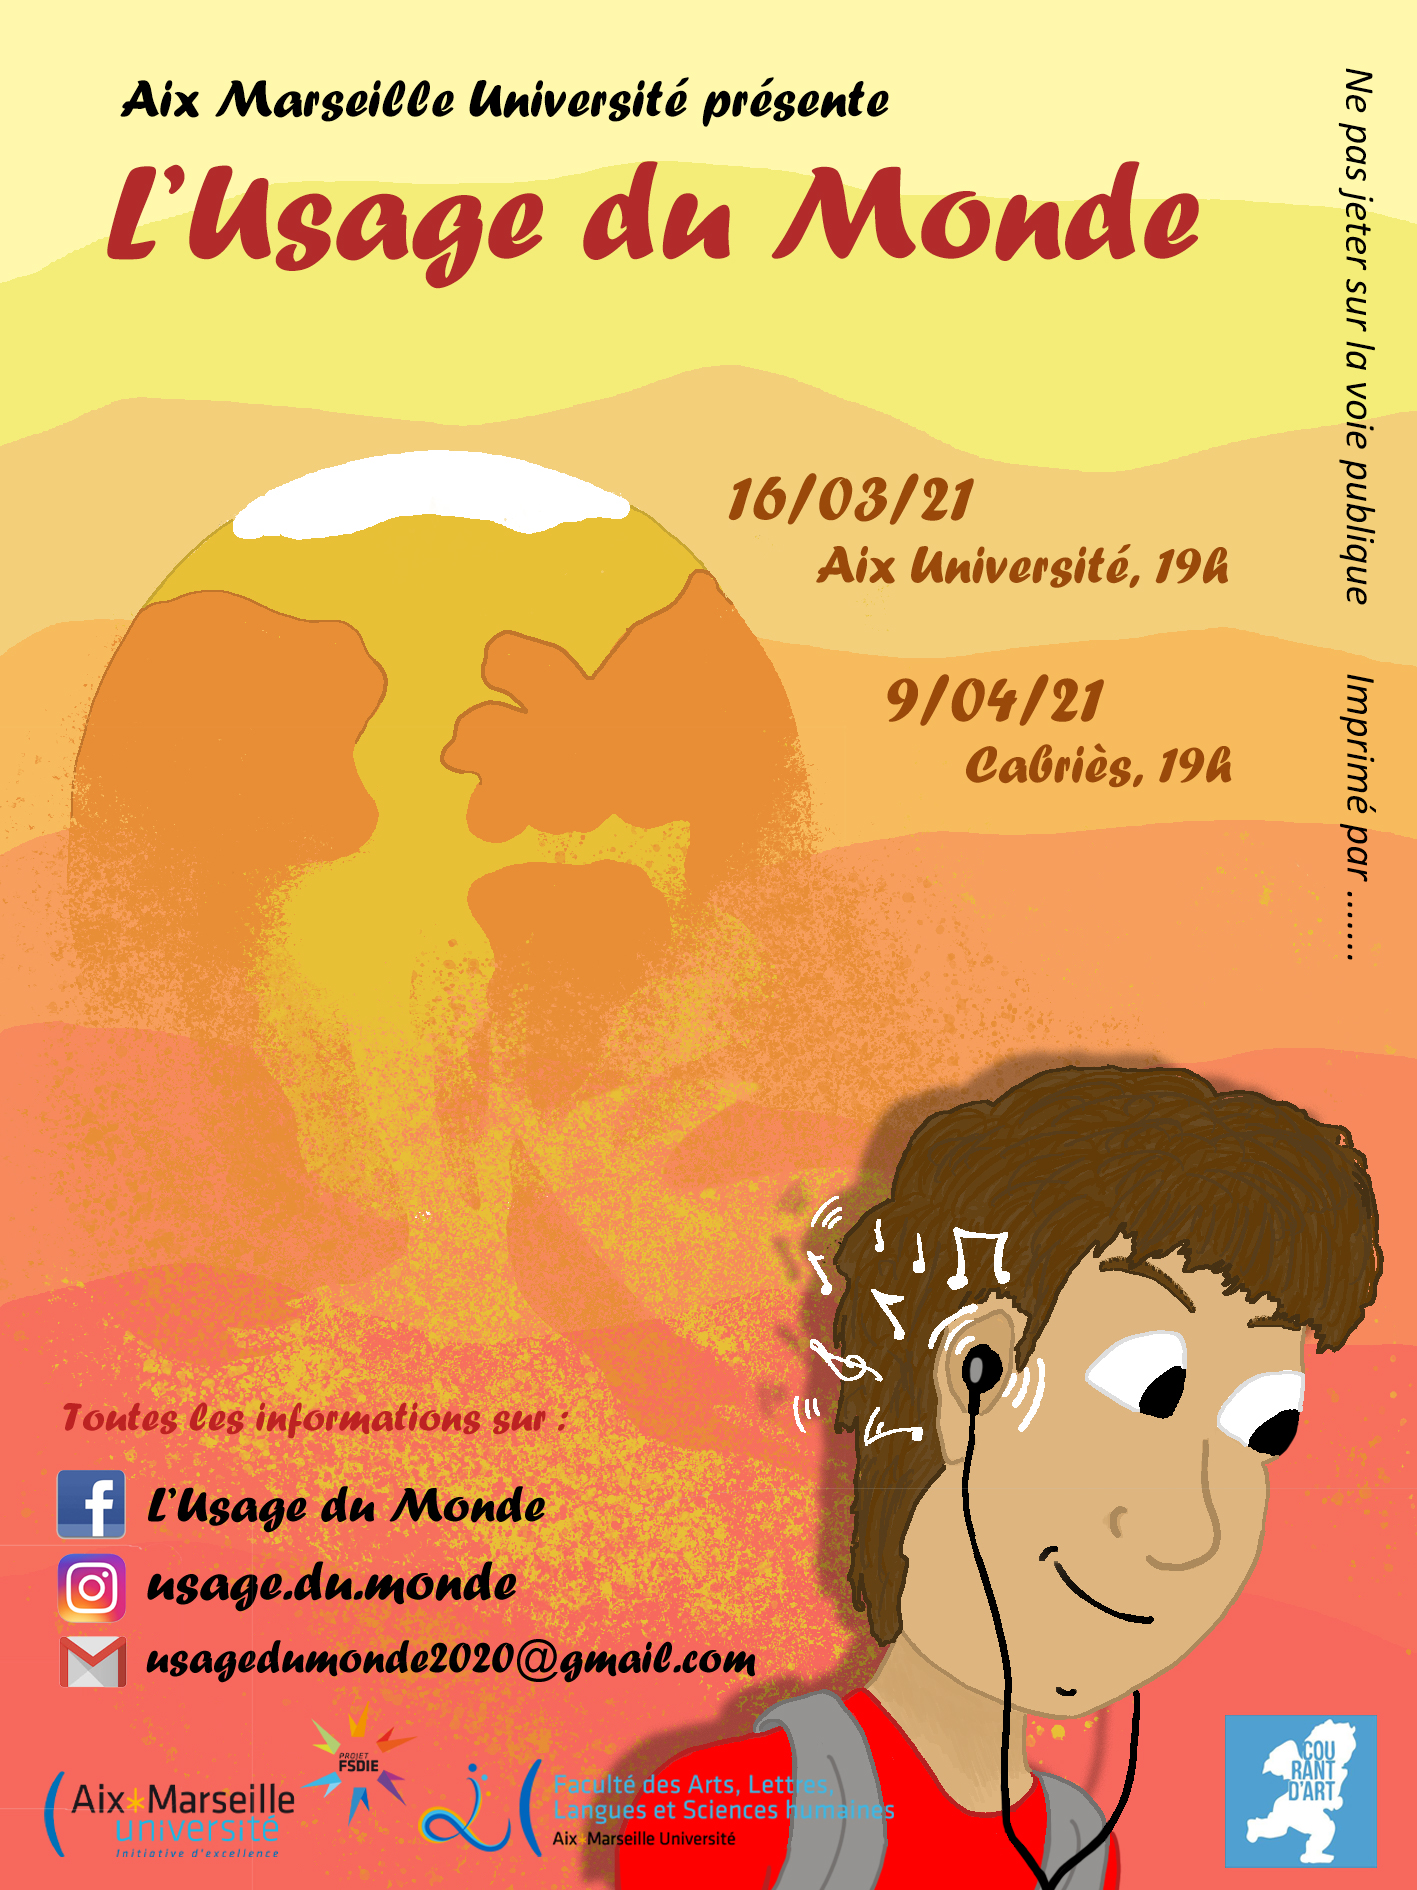 Aix Marseille Université présente
L'Usage du Monde
16/03/21
Aix Université, 19h
9/04/21
Cabriès, 19h
Ne pas jeter sur la voie publique Imprimé par .......
Toutes les informations sur :
L'Usage du Monde
usage.du.monde
usagedumonde2020@gmail.com
Aix*Marseille
université
Initiative d'excellence
PROJET
FSDIE
Faculté des Arts, Lettres,
Langues et Sciences humaines
Aix*Marseille Université
COU
RANT
D'ART